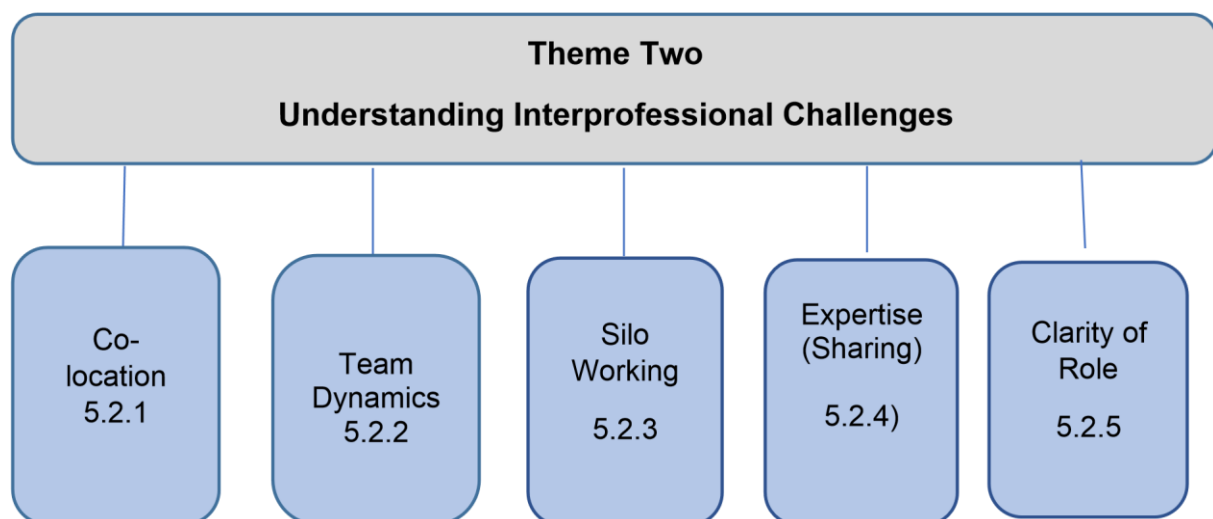 Theme Two
Understanding Interprofessional Challenges
Co-
location
5.2.1
Team
Dynamics
5.2.2
Silo
Working
5.2.3
Expertise
(Sharing)
5.2.4)
Clarity of
Role
5.2.5